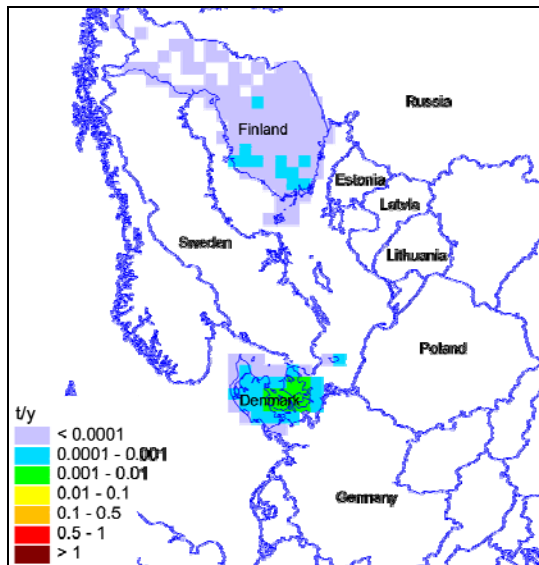 Russia
Finland
Estonia
Latvia
Sweden
Lithuania
Poland
Denmark
Germany
t/y
< 0.0001
0.0001 - 0.001
0.001 - 0.01
0.01 - 0.1
0.1 - 0.5
0.5 - 1
> 1